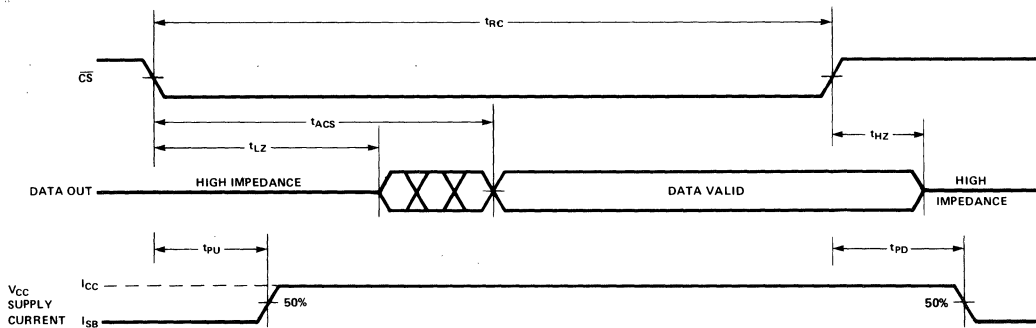 tRC
CS
tACS
tHZ
tLZ
DATA OUT
HIGH IMPEDANCE
DATA VALID
HIGH
IMPEDANCE
tPU
tPD
VCC
SUPPLY
CURRENT
ICC
ISB
50%
50%